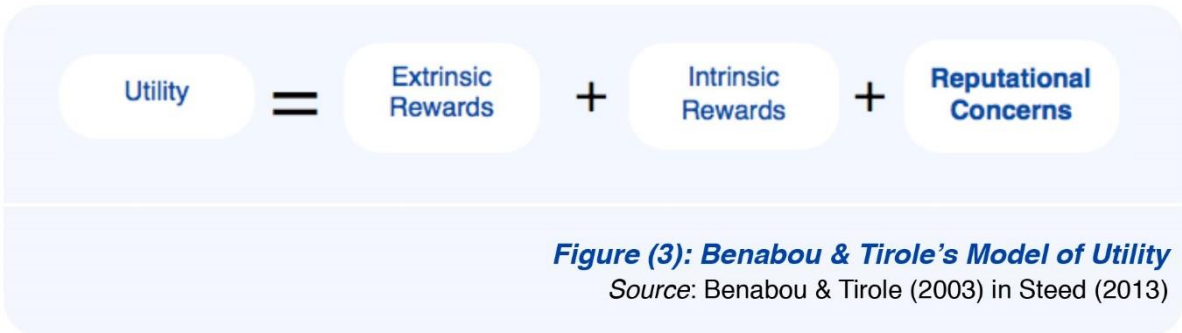 Utility = Extrinsic Rewards + Intrinsic Rewards + Reputational Concerns
Figure (3): Benabou & Tirole's Model of Utility
Source: Benabou & Tirole (2003) in Steed (2013)